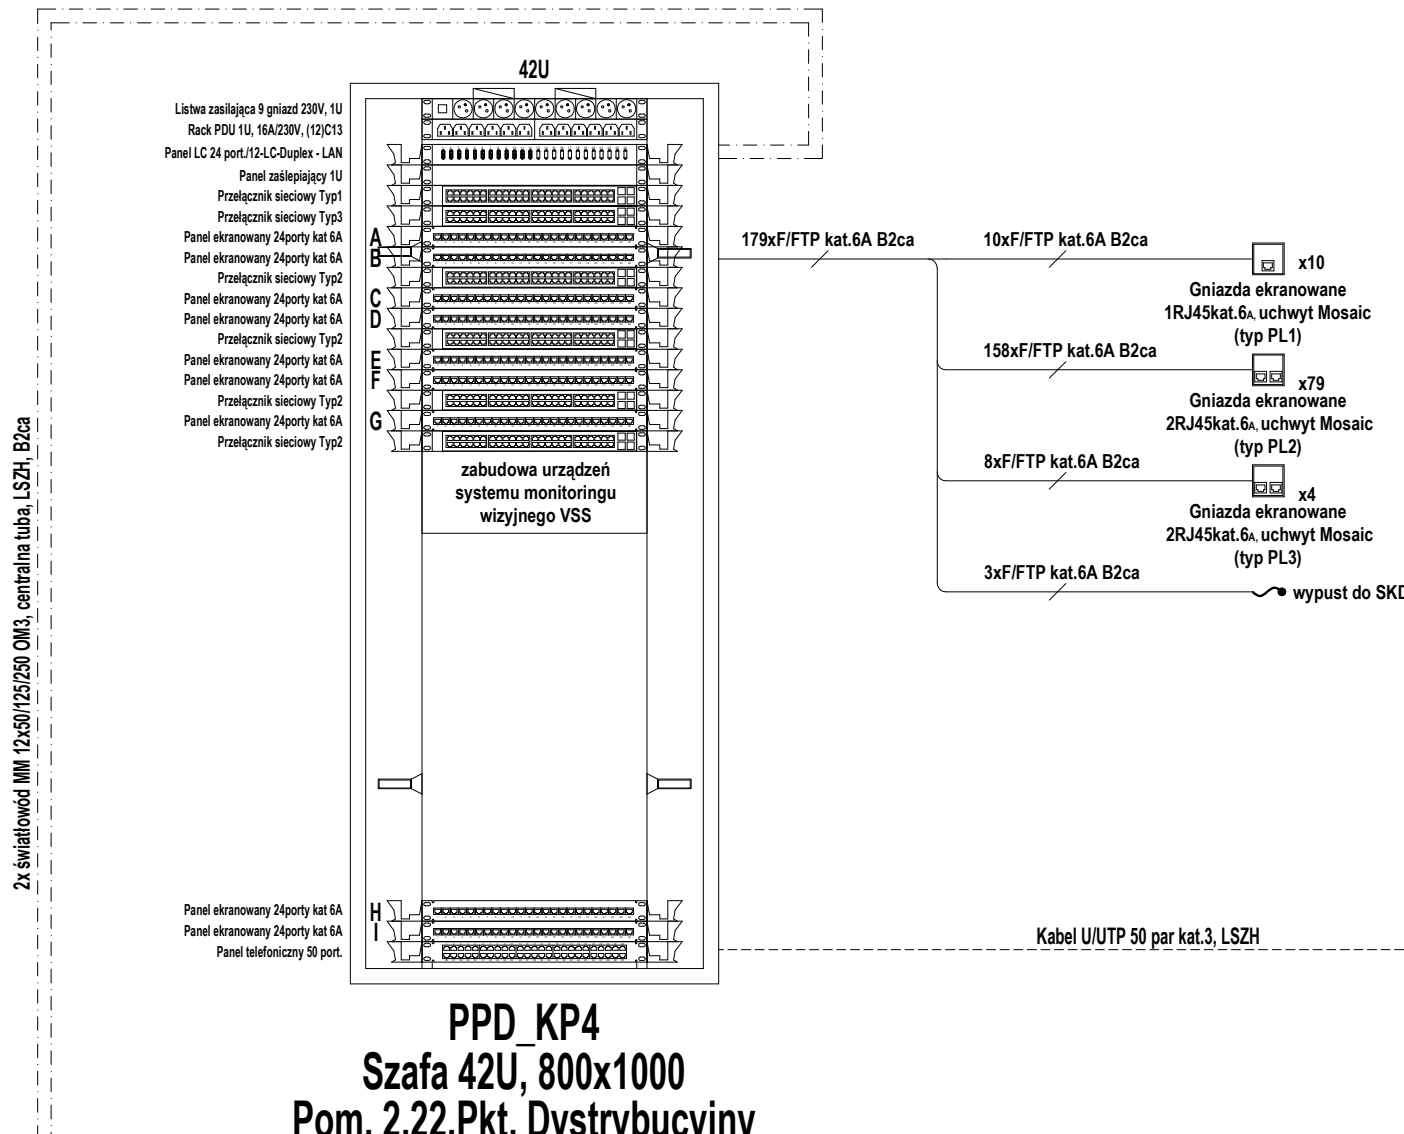 42U
Listwa zasilająca 9 gniazd 230V, 1U
Rack PDU 1U, 16A/230V, (12)C13
Panel LC 24 port./12-LC-Duplex - LAN
Panel zaślepiający 1U
Przełącznik sieciowy Typ1
Przełącznik sieciowy Typ3
Panel ekranowany 24porty kat 6A A
Panel ekranowany 24porty kat 6A B
Przełącznik sieciowy Typ2
Panel ekranowany 24porty kat 6A C
Panel ekranowany 24porty kat 6A D
Przełącznik sieciowy Typ2
Panel ekranowany 24porty kat 6A E
Panel ekranowany 24porty kat 6A F
Przełącznik sieciowy Typ2
Panel ekranowany 24porty kat 6A G
Przełącznik sieciowy Typ2
zabudowa urządzeń
systemu monitoringu
wizyjnego VSS
Panel ekranowany 24porty kat 6A H
Panel ekranowany 24porty kat 6A I
Panel telefoniczny 50 port.
179xF/FTP kat.6A B2ca
10xF/FTP kat.6A B2ca
x10
Gniazda ekranowane
1RJ45kat.6A, uchwyt Mosaic
(typ PL1)
158xF/FTP kat.6A B2ca
x79
Gniazda ekranowane
2RJ45kat.6A, uchwyt Mosaic
(typ PL2)
8xF/FTP kat.6A B2ca
x4
Gniazda ekranowane
2RJ45kat.6A, uchwyt Mosaic
(typ PL3)
3xF/FTP kat.6A B2ca
wypust do SKD
Kabel U/UTP 50 par kat.3, LSZH
2x światłowód MM 12x50/125/250 OM3, centralna tuba, LSZH, B2ca
PPD_KP4
Szafa 42U, 800x1000
Pom. 2.22.Pkt. Dystrybucyjny